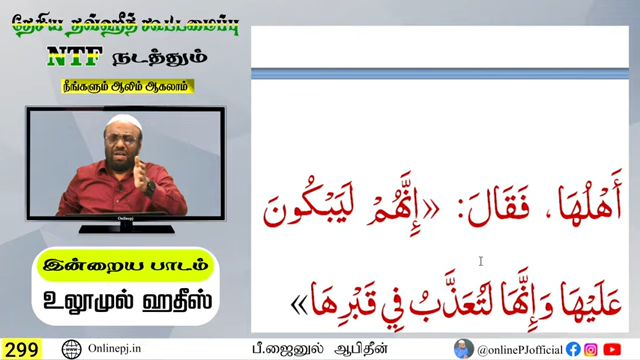 தேசிய தவ்ஹீத் கூட்டமைப்பு
NTF நடத்தும்
நீங்களும் ஆலிம் ஆகலாம்
Onlinepj
இன்றைய பாடம்
உலூமுல் ஹதீஸ்
أَهْلُهَا، فَقَالَ: «إِنَّهُمْ لَيَبْكُونَ
عَلَيْهَا وَإِنَّهَا لَتُعَذَّبُ فِي قَبْرِهَا»
299 Onlinepj.in பீ.ஜைனுல் ஆபிதீன் @onlinePJofficial